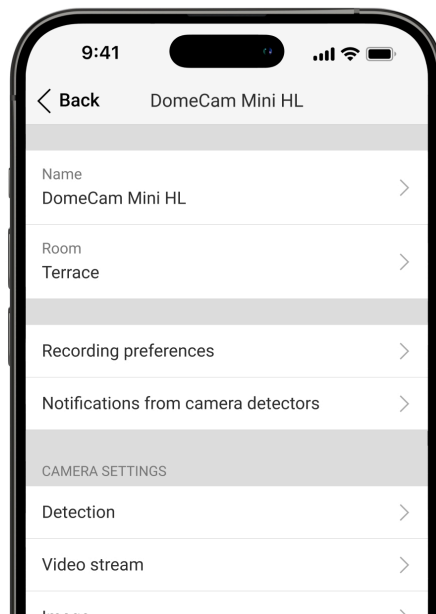 9:41
Back DomeCam Mini HL
Name
DomeCam Mini HL
Room
Terrace
Recording preferences
Notifications from camera detectors
CAMERA SETTINGS
Detection
Video stream
Image